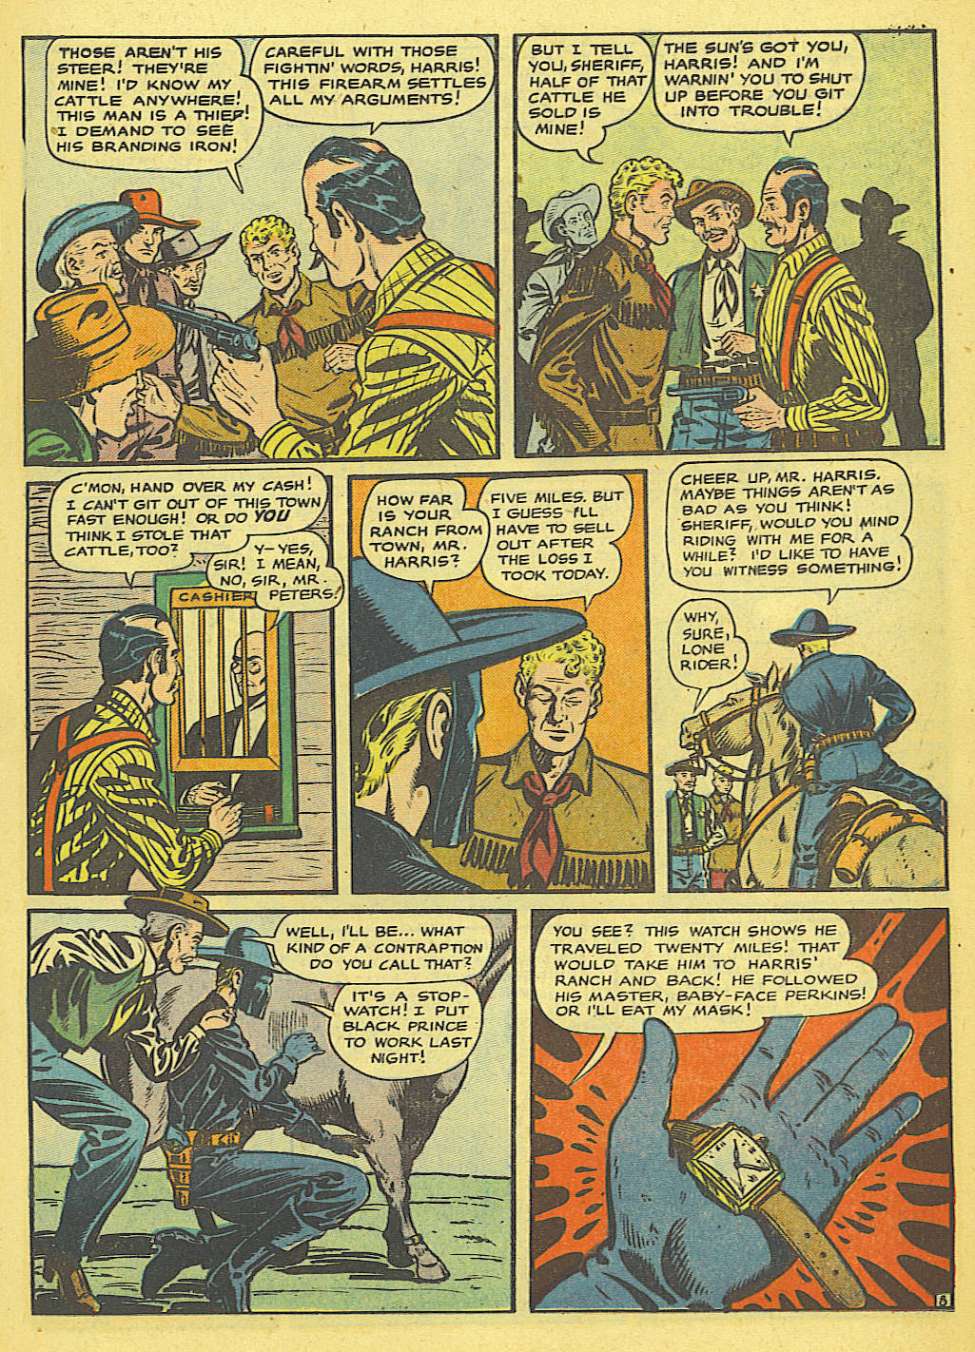 THOSE AREN'T HIS
STEER! THEY'RE
MINE! I'D KNOW MY
CATTLE ANYWHERE!
THIS MAN IS A THIEF!
I DEMAND TO SEE
HIS BRANDING IRON!
CAREFUL WITH THOSE
FIGHTIN' WORDS, HARRIS!
THIS FIREARM SETTLES
ALL MY ARGUMENTS!
BUT I TELL
YOU, SHERIFF,
HALF OF THAT
CATTLE HE
SOLD IS
MINE!
THE SUN'S GOT YOU,
HARRIS! AND I'M
WARNIN' YOU TO SHUT
UP BEFORE YOU GIT
INTO TROUBLE!
C'MON, HAND OVER MY CASH!
I CAN'T GIT OUT OF THIS TOWN
FAST ENOUGH! OR DO YOU
THINK I STOLE THAT
CATTLE, TOO?
Y-YES,
SIR! I MEAN,
NO, SIR, MR.
PETERS!
CASHIER
HOW FAR
IS YOUR
RANCH FROM
TOWN, MR.
HARRIS?
FIVE MILES. BUT
I GUESS I'LL
HAVE TO SELL
OUT AFTER
THE LOSS I
TOOK TODAY.
CHEER UP, MR. HARRIS.
MAYBE THINGS AREN'T AS
BAD AS YOU THINK!
SHERIFF, WOULD YOU MIND
RIDING WITH ME FOR A
WHILE? I'D LIKE TO HAVE
YOU WITNESS SOMETHING!
WHY,
SURE,
LONE
RIDER!
WELL, I'LL BE... WHAT
KIND OF A CONTRAPTION
DO YOU CALL THAT?
IT'S A STOP-
WATCH! I PUT
BLACK PRINCE
TO WORK LAST
NIGHT!
YOU SEE? THIS WATCH SHOWS HE
TRAVELED TWENTY MILES! THAT
WOULD TAKE HIM TO HARRIS'
RANCH AND BACK! HE FOLLOWED
HIS MASTER, BABY-FACE PERKINS!
OR I'LL EAT MY MASK!
8